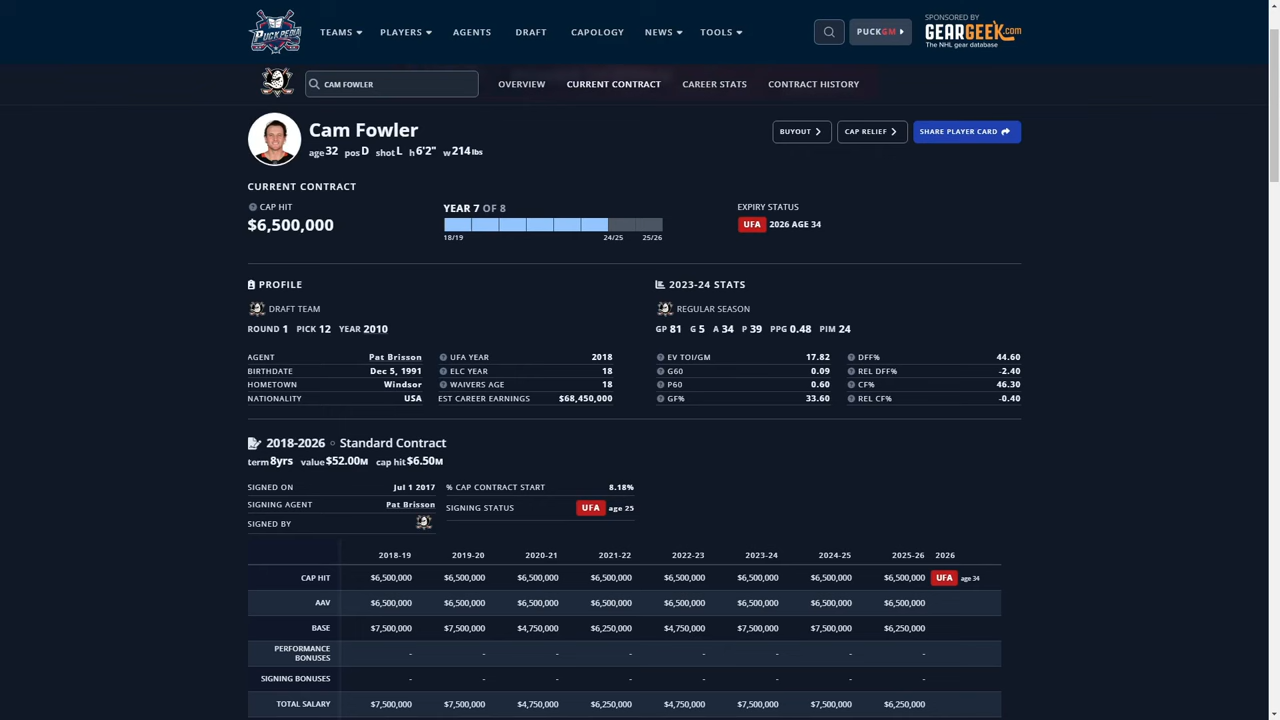 PUCKPEDIA
TEAMS PLAYERS AGENTS DRAFT CAPOLOGY NEWS TOOLS
PUCKGM
SPONSORED BY
GEARGEEK.com
The NHL gear database
CAM FOWLER
OVERVIEW CURRENT CONTRACT CAREER STATS CONTRACT HISTORY
Cam Fowler
age 32 pos D shot L h 6'2" w 214 lbs
BUYOUT CAP RELIEF SHARE PLAYER CARD
CURRENT CONTRACT
CAP HIT
$6,500,000
YEAR 7 OF 8
18/19 24/25 25/26
EXPIRY STATUS
UFA 2026 AGE 34
PROFILE
DRAFT TEAM
ROUND 1 PICK 12 YEAR 2010
AGENT Pat Brisson UFA YEAR 2018
BIRTHDATE Dec 5, 1991 ELC YEAR 18
HOMETOWN Windsor WAIVERS AGE 18
NATIONALITY USA EST CAREER EARNINGS $68,450,000
2023-24 STATS
REGULAR SEASON
GP 81 G 5 A 34 P 39 PPG 0.48 PIM 24
EV TOI/GM 17.82 DFF% 44.60
G60 0.09 REL DFF% -2.40
P60 0.60 CF% 46.30
GF% 33.60 REL CF% -0.40
2018-2026 Standard Contract
term 8yrs value $52.00M cap hit $6.50M
SIGNED ON Jul 1 2017 % CAP CONTRACT START 8.18%
SIGNING AGENT Pat Brisson SIGNING STATUS UFA age 25
SIGNED BY
2018-19 2019-20 2020-21 2021-22 2022-23 2023-24 2024-25 2025-26 2026
CAP HIT $6,500,000 $6,500,000 $6,500,000 $6,500,000 $6,500,000 $6,500,000 $6,500,000 $6,500,000 UFA age 34
AAV $6,500,000 $6,500,000 $6,500,000 $6,500,000 $6,500,000 $6,500,000 $6,500,000 $6,500,000
BASE $7,500,000 $7,500,000 $4,750,000 $6,250,000 $4,750,000 $7,500,000 $7,500,000 $6,250,000
PERFORMANCE
BONUSES - - - - - - - -
SIGNING BONUSES - - - - - - - -
TOTAL SALARY $7,500,000 $7,500,000 $4,750,000 $6,250,000 $4,750,000 $7,500,000 $7,500,000 $6,250,000